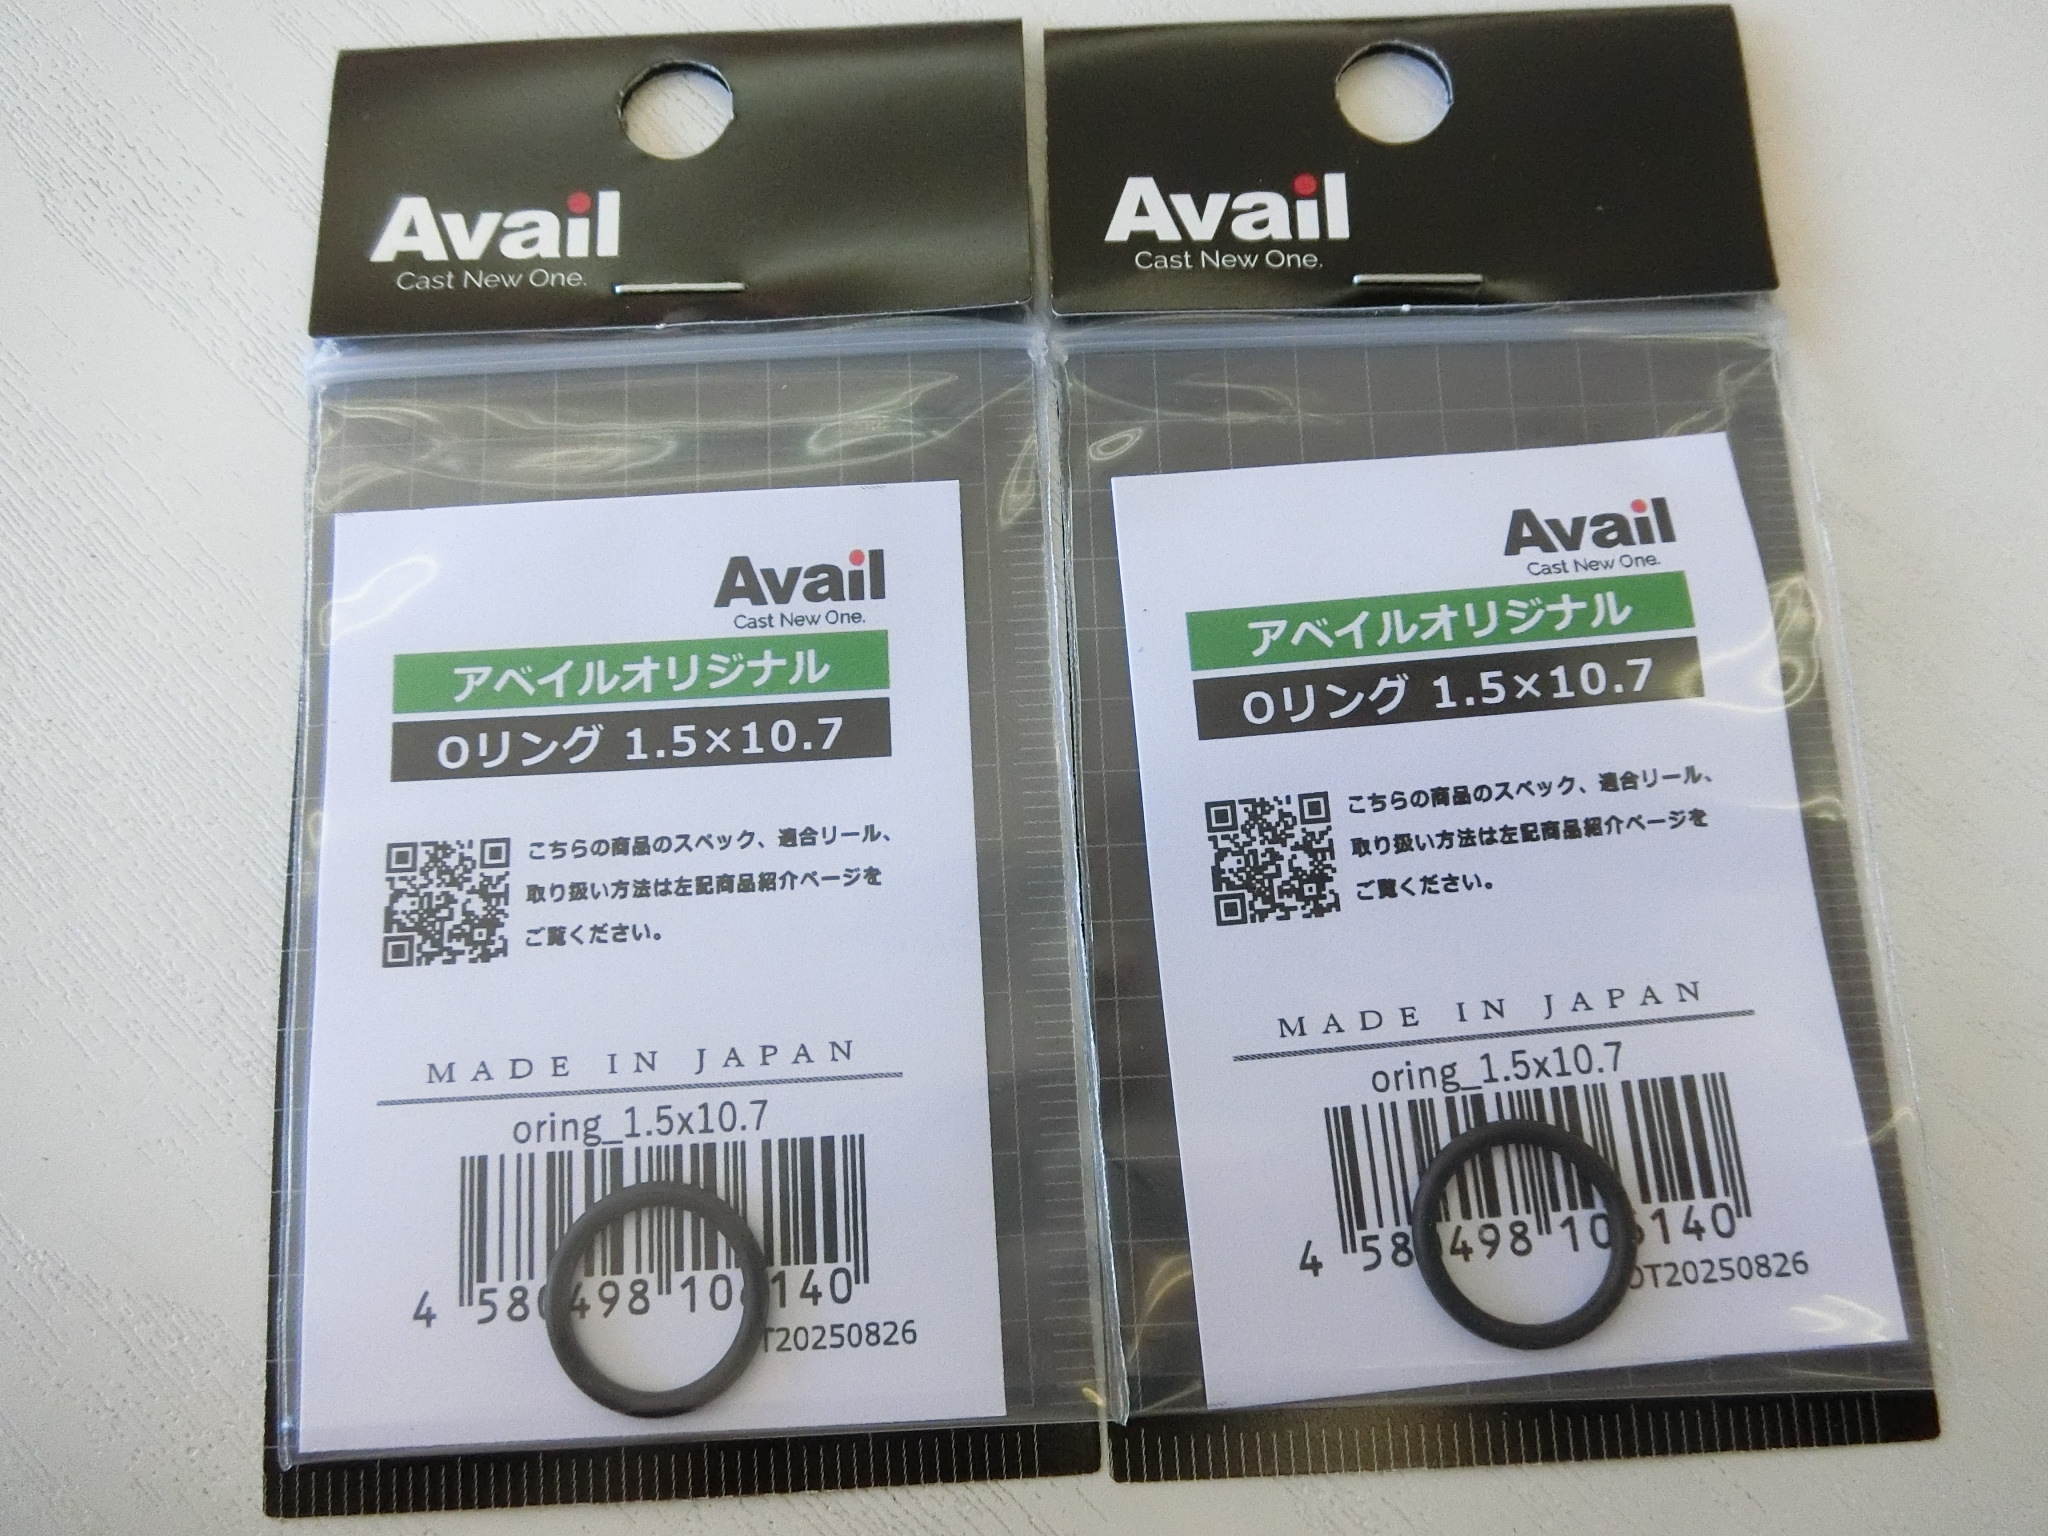 Avail
Cast New One.
Avail
Cast New One.
アベイルオリジナル
Oリング 1.5×10.7
こちらの商品のスペック、適合リール、
取り扱い方法は左記商品紹介ページを
ご覧ください。
MADE IN JAPAN
oring_1.5x10.7
4 580498 106140
T20250826
Avail
Cast New One.
Avail
Cast New One.
アベイルオリジナル
Oリング 1.5×10.7
こちらの商品のスペック、適合リール、
取り扱い方法は左記商品紹介ページを
ご覧ください。
MADE IN JAPAN
oring_1.5x10.7
4 580498 106140
OT20250826